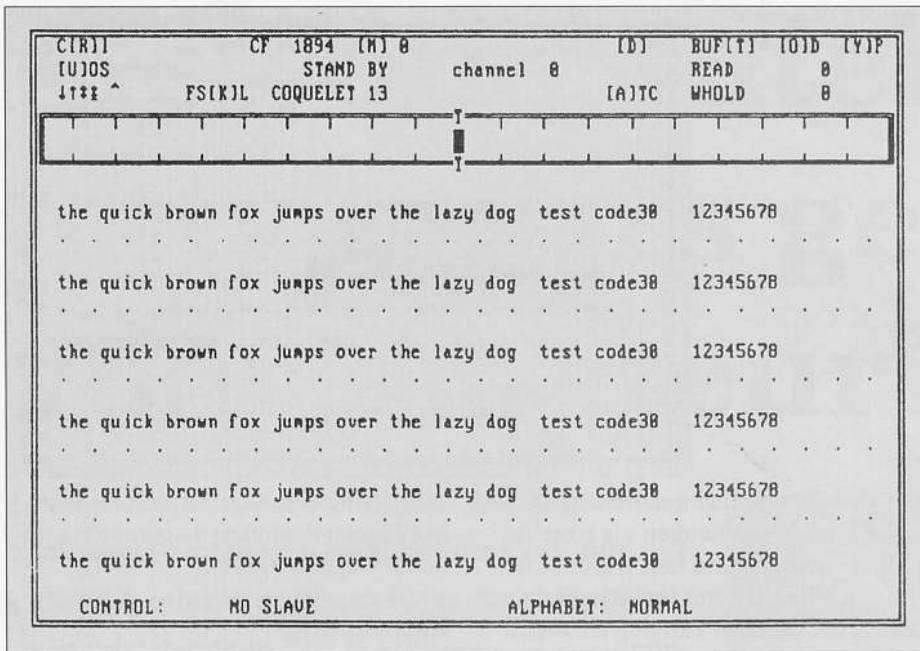 C[R]I CF 1894 [M] 0 [D] BUF[T] [O]D [Y]P
[U]OS STAND BY channel 0 READ 0
↓↑‡‡ ^ FS[K]L COQUELET 13 [A]TC WHOLD 0
the quick brown fox jumps over the lazy dog test code30 12345678
. . . . . . . . . . . . . . . . . . . . . . . . . . . .
the quick brown fox jumps over the lazy dog test code30 12345678
. . . . . . . . . . . . . . . . . . . . . . . . . . . .
the quick brown fox jumps over the lazy dog test code30 12345678
. . . . . . . . . . . . . . . . . . . . . . . . . . . .
the quick brown fox jumps over the lazy dog test code30 12345678
. . . . . . . . . . . . . . . . . . . . . . . . . . . .
the quick brown fox jumps over the lazy dog test code30 12345678
. . . . . . . . . . . . . . . . . . . . . . . . . . . .
the quick brown fox jumps over the lazy dog test code30 12345678
CONTROL: NO SLAVE ALPHABET: NORMAL